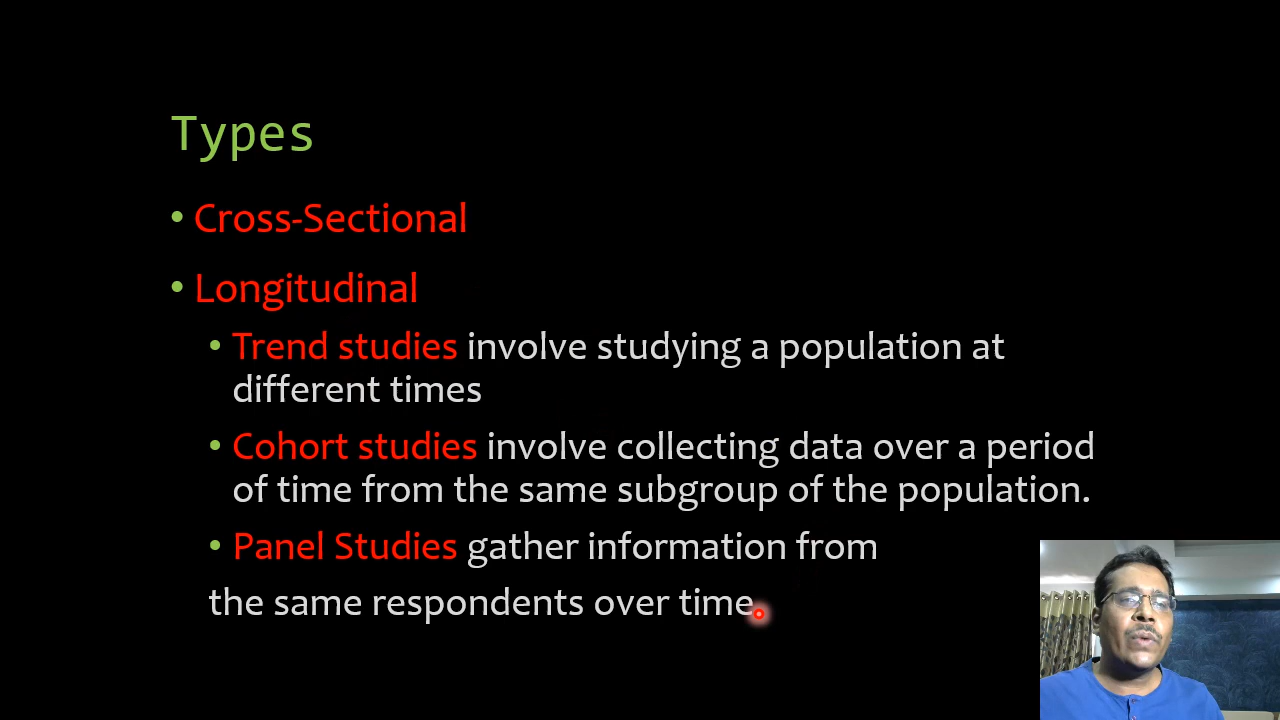 Types
• Cross-Sectional
• Longitudinal
• Trend studies involve studying a population at
different times
• Cohort studies involve collecting data over a period
of time from the same subgroup of the population.
• Panel Studies gather information from
the same respondents over time.